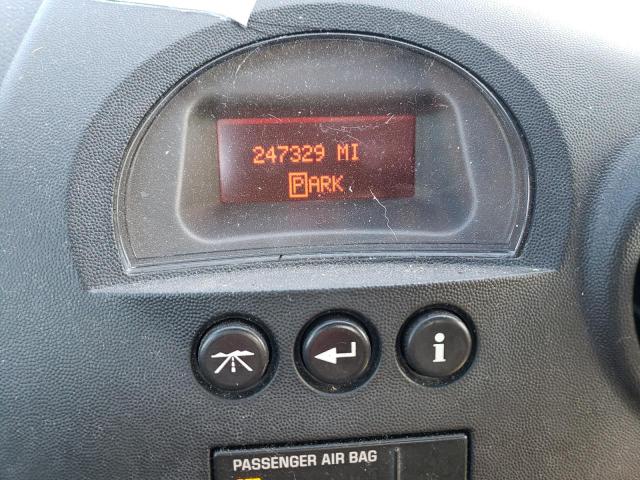 247329 MI
PARK
i
PASSENGER AIR BAG